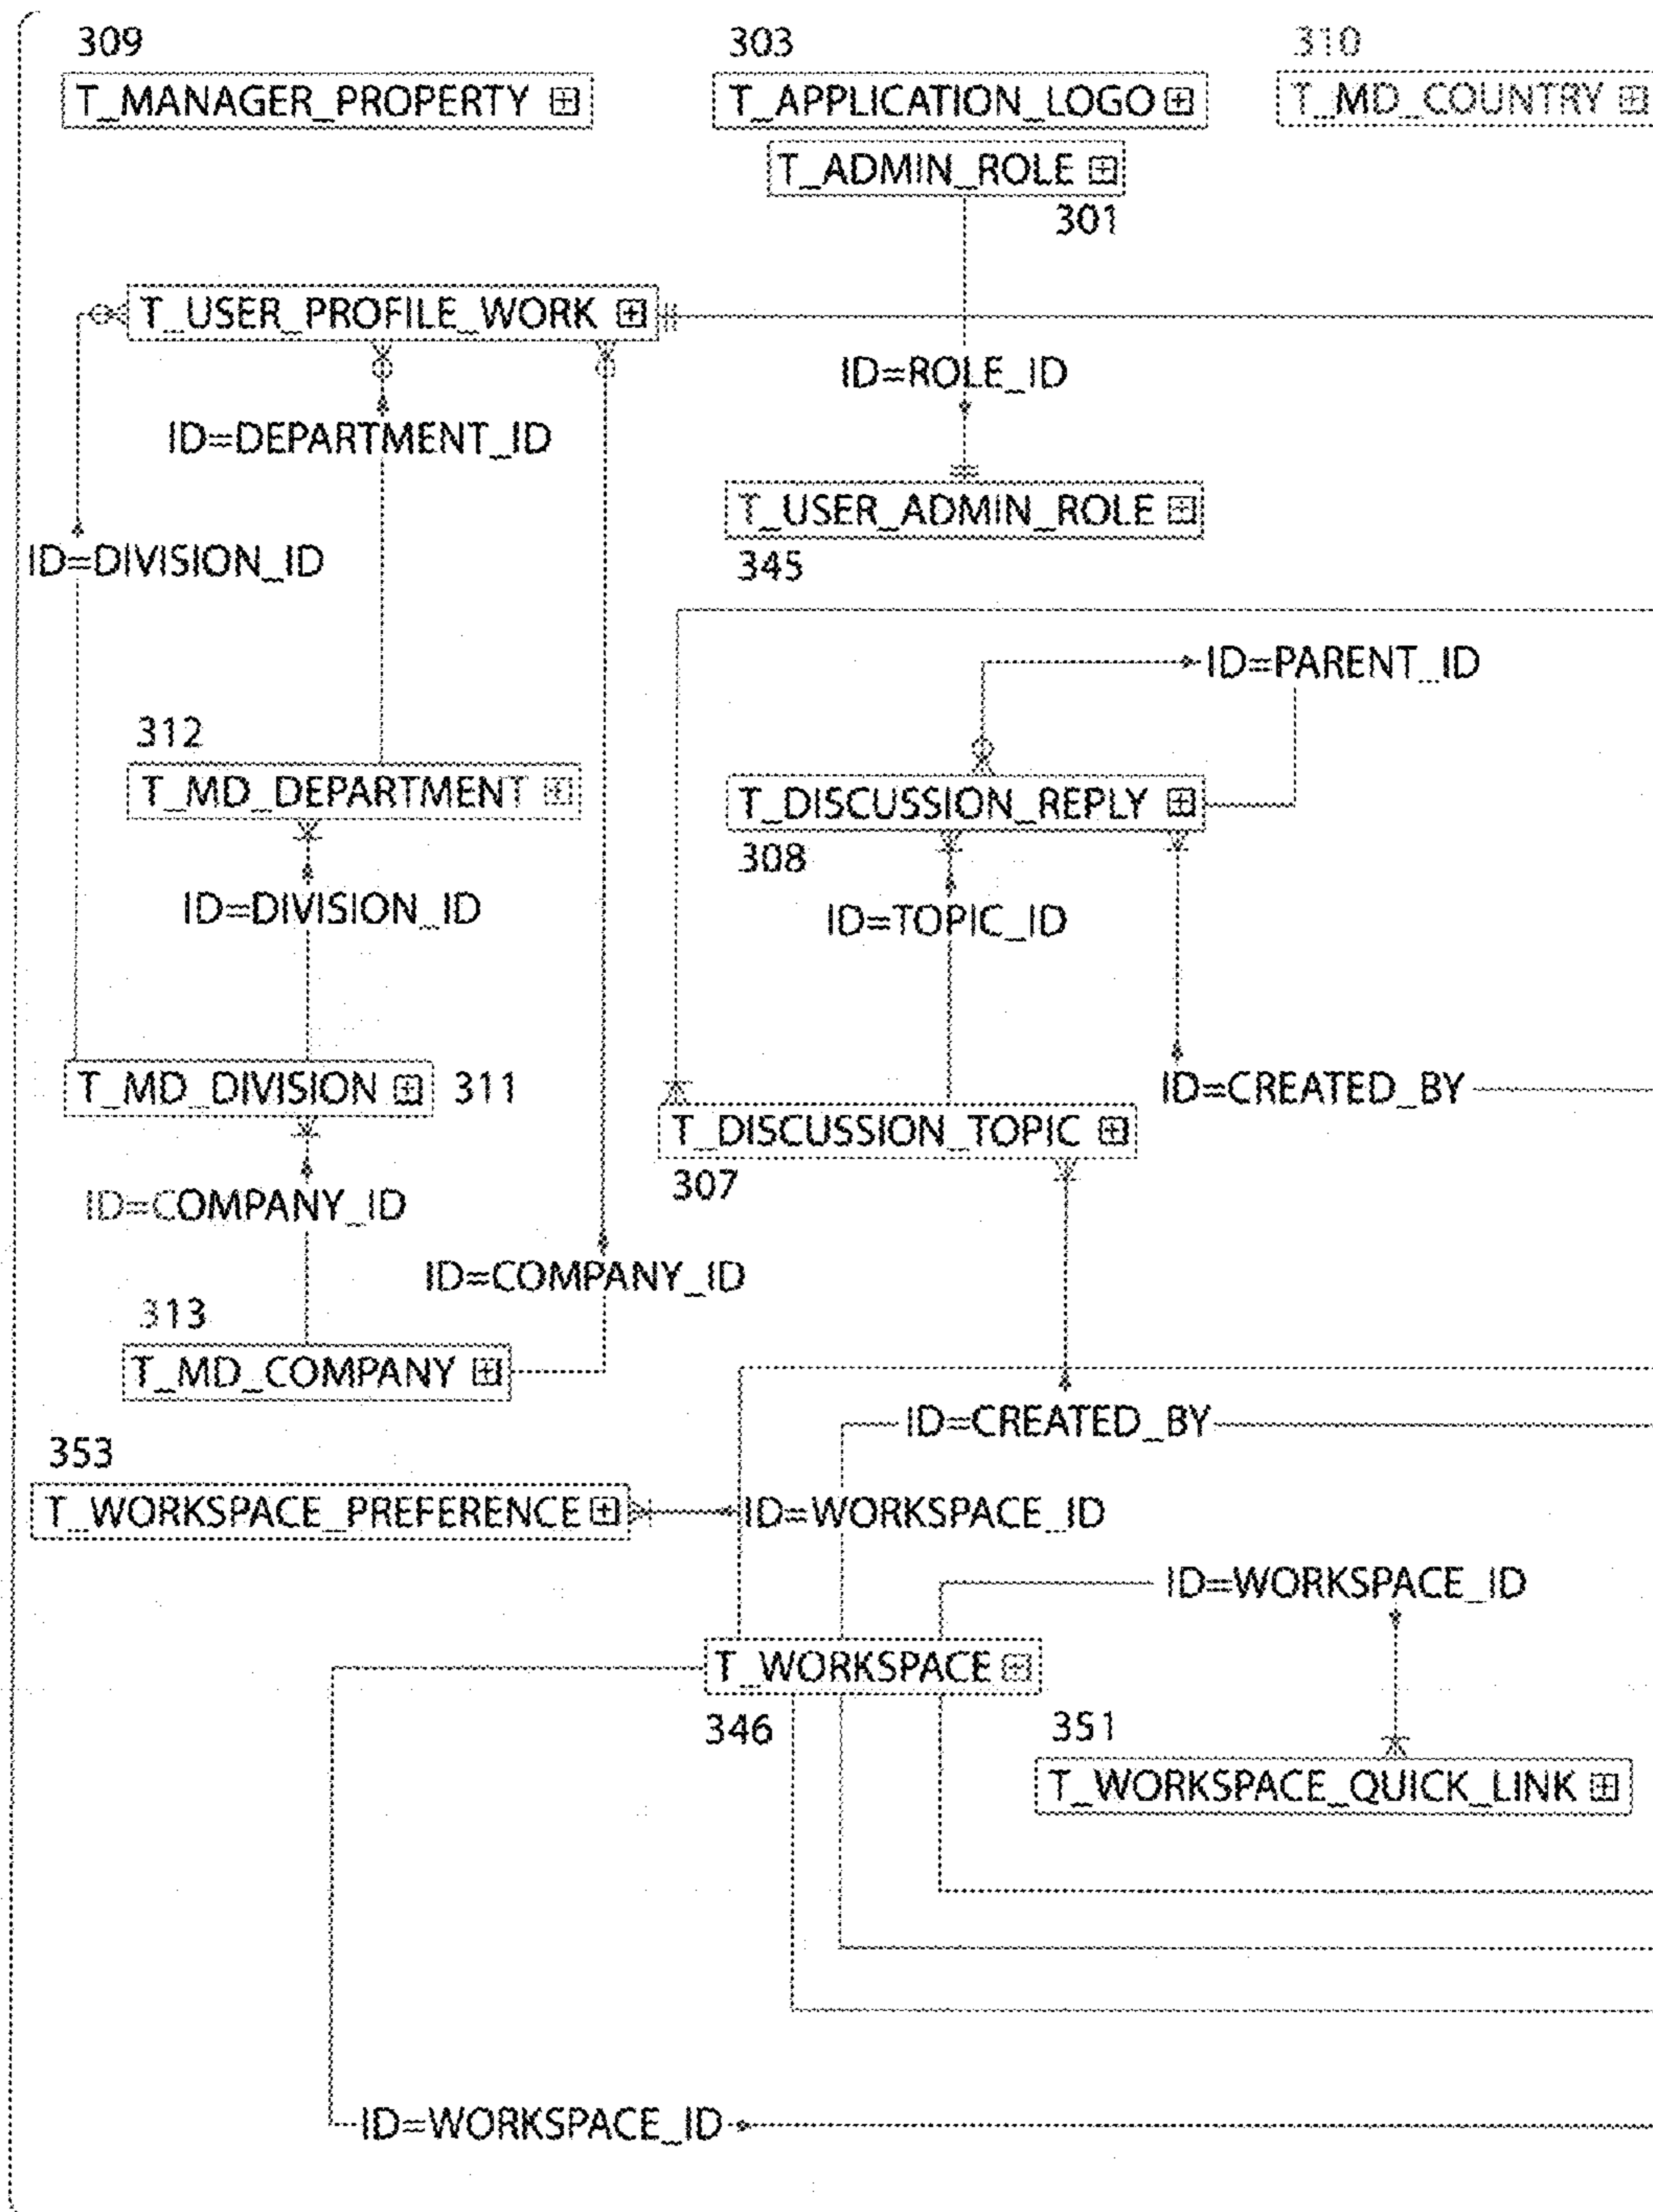 309
303
310
T_MANAGER_PROPERTY
T_APPLICATION_LOGO
T_MD_COUNTRY
T_ADMIN_ROLE
301
T_USER_PROFILE_WORK
ID=ROLE_ID
ID=DEPARTMENT_ID
T_USER_ADMIN_ROLE
ID=DIVISION_ID
345
ID=PARENT_ID
312
T_MD_DEPARTMENT
T_DISCUSSION_REPLY
308
ID=DIVISION_ID
ID=TOPIC_ID
T_MD_DIVISION 311
ID=CREATED_BY
T_DISCUSSION_TOPIC
307
ID=COMPANY_ID
ID=COMPANY_ID
313
T_MD_COMPANY
ID=CREATED_BY
353
T_WORKSPACE_PREFERENCE
ID=WORKSPACE_ID
ID=WORKSPACE_ID
T_WORKSPACE
346
351
T_WORKSPACE_QUICK_LINK
ID=WORKSPACE_ID